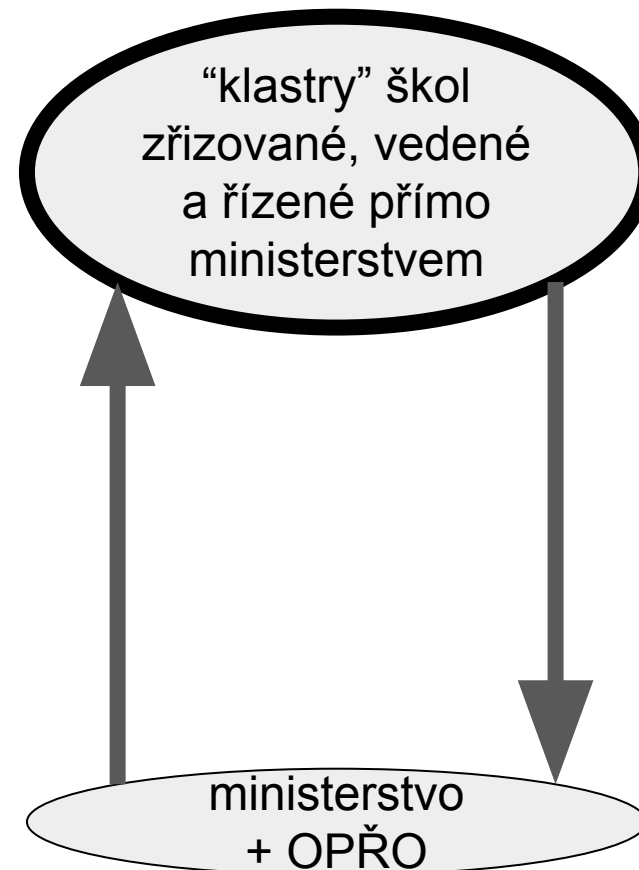 “klastry” škol
zřizované, vedené
a řízené přímo
ministerstvem
ministerstvo
+ OPŘO